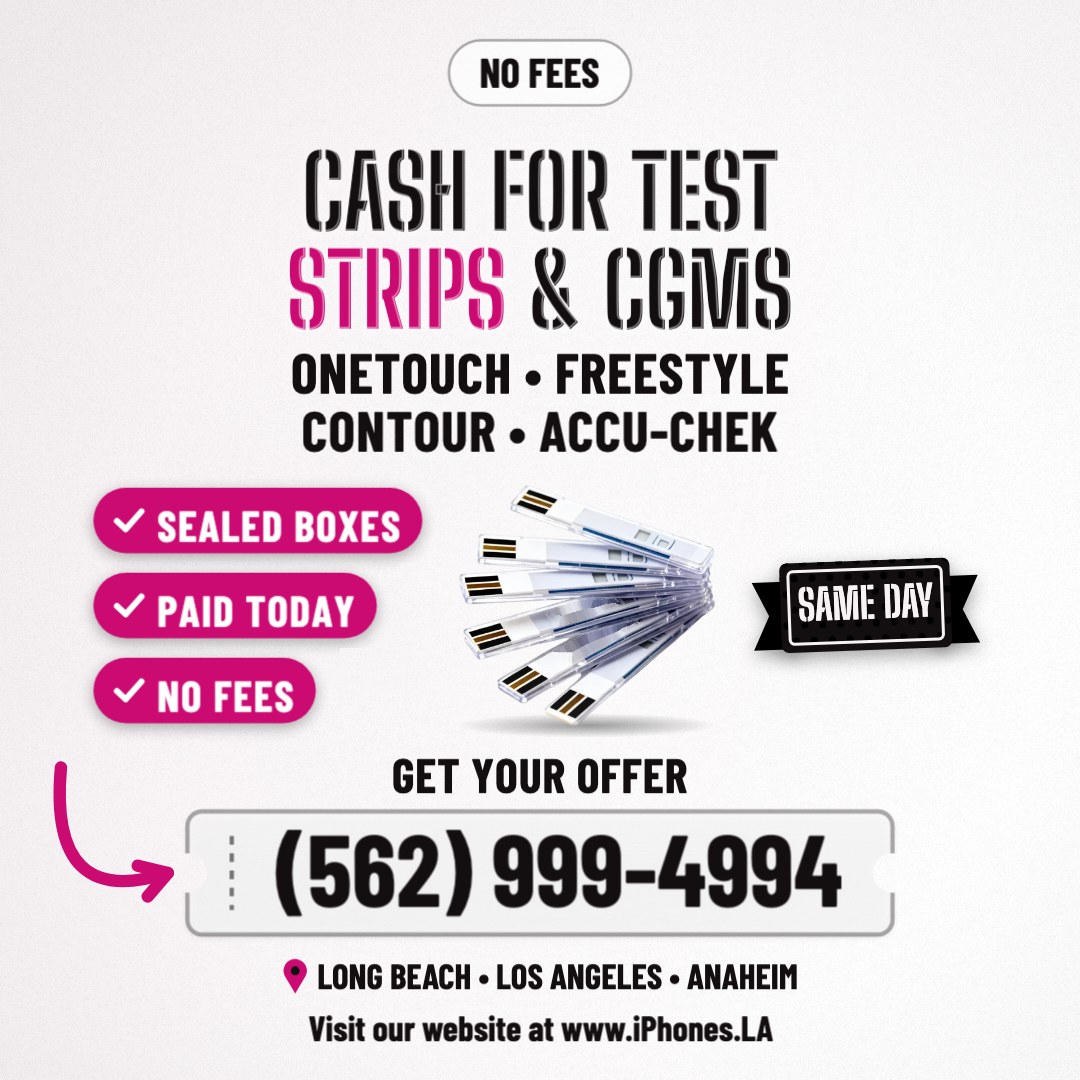 NO FEES
CASH FOR TEST
STRIPS & CGMS
ONETOUCH • FREESTYLE
CONTOUR • ACCU-CHEK
SEALED BOXES
PAID TODAY
NO FEES
SAME DAY
GET YOUR OFFER
(562) 999-4994
LONG BEACH • LOS ANGELES • ANAHEIM
Visit our website at www.iPhones.LA